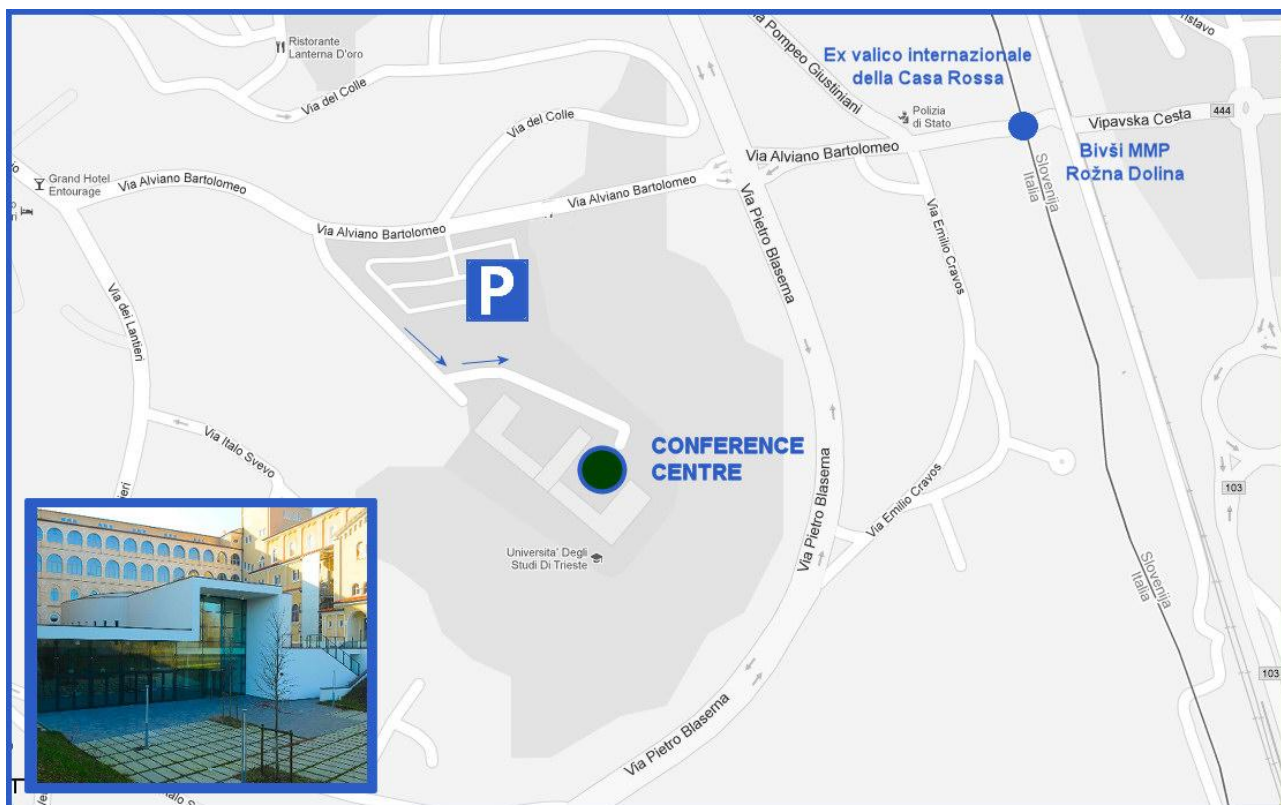 Ristorante
Lanterna D'oro
Via del Colle
Via del Colle
Via Pompeo Giustiniani
Ex valico internazionale
della Casa Rossa
Polizia
di Stato
444
Vipavska Cesta
Bivši MMP
Rožna Dolina
Slovenija
Italia
Grand Hotel
Entourage
Via Alviano Bartolomeo
Via Alviano Bartolomeo
Via Alviano Bartolomeo
Via Alviano Bartolomeo
Via Pietro Blaserna
Via Emilio Cravos
P
Via dei Lantieri
Via Italo Svevo
CONFERENCE
CENTRE
Universita' Degli
Studi Di Trieste
Via Pietro Blaserna
Via Emilio Cravos
103
Slovenija
Italia
103
Via Pietro Blaserna